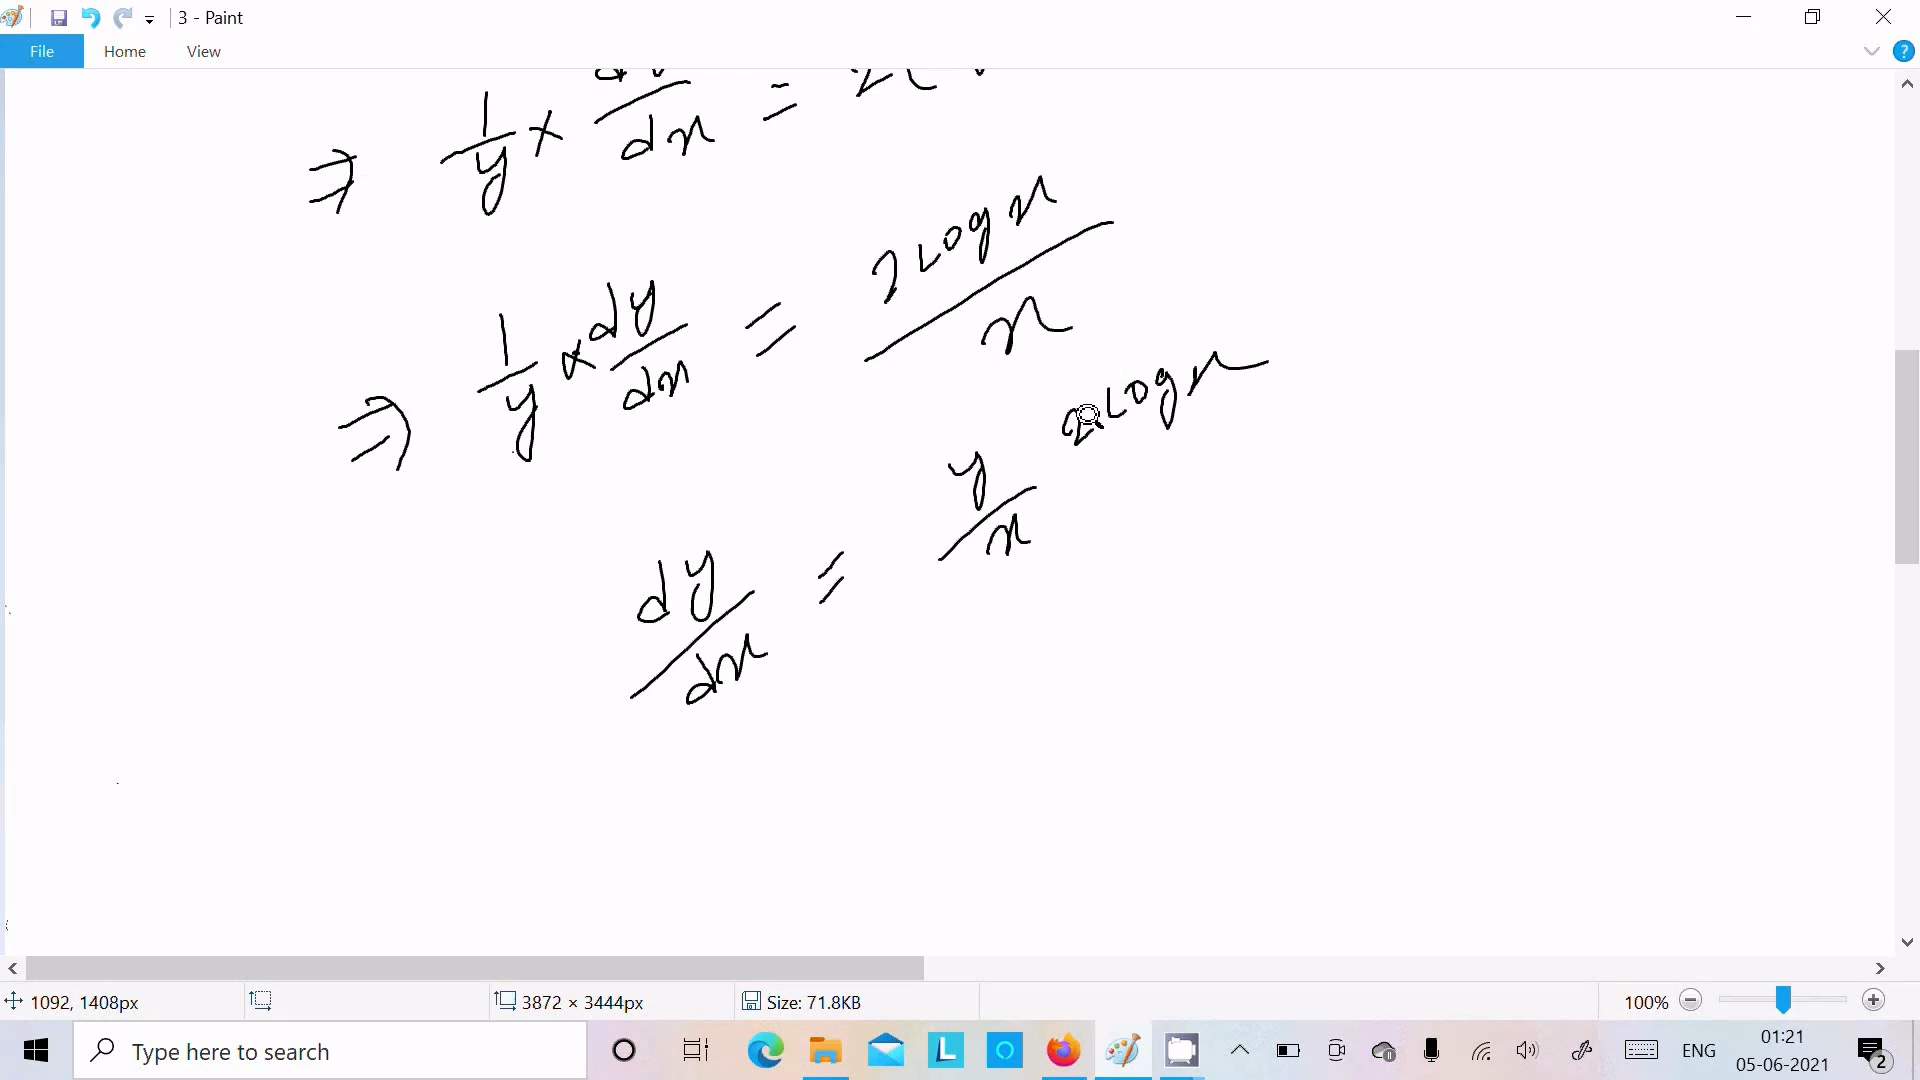 3 - Paint
File Home View
⇒ 1/y × dy/dx =
⇒ 1/y × dy/dx = 2 Log x / x
dy/dx = y/x 2 Log x
1092, 1408px 3872 × 3444px Size: 71.8KB 100%
Type here to search ENG 01:21
05-06-2021 2